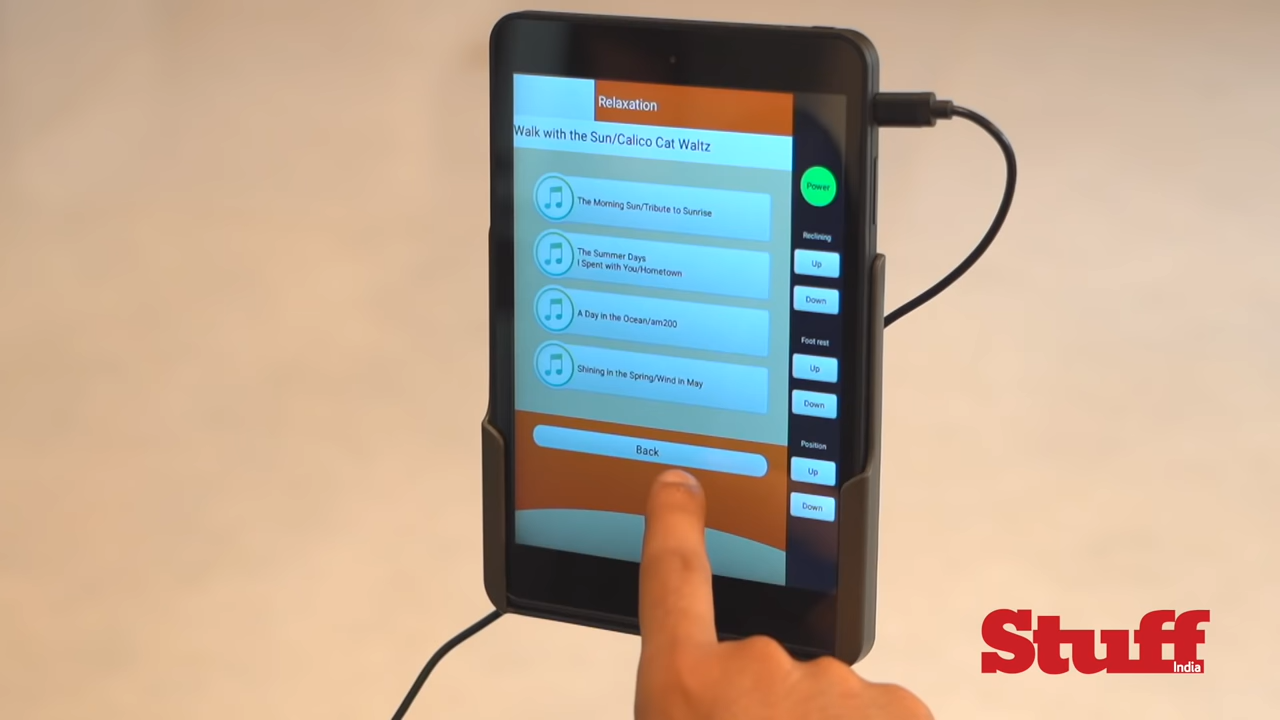 Relaxation
Walk with the Sun/Calico Cat Waltz
The Morning Sun/Tribute to Sunrise
The Summer Days
I Spent with You/Hometown
A Day in the Ocean/am200
Shining in the Spring/Wind in May
Back
Power
Reclining
Up
Down
Foot rest
Up
Down
Position
Up
Down
Stuff
India